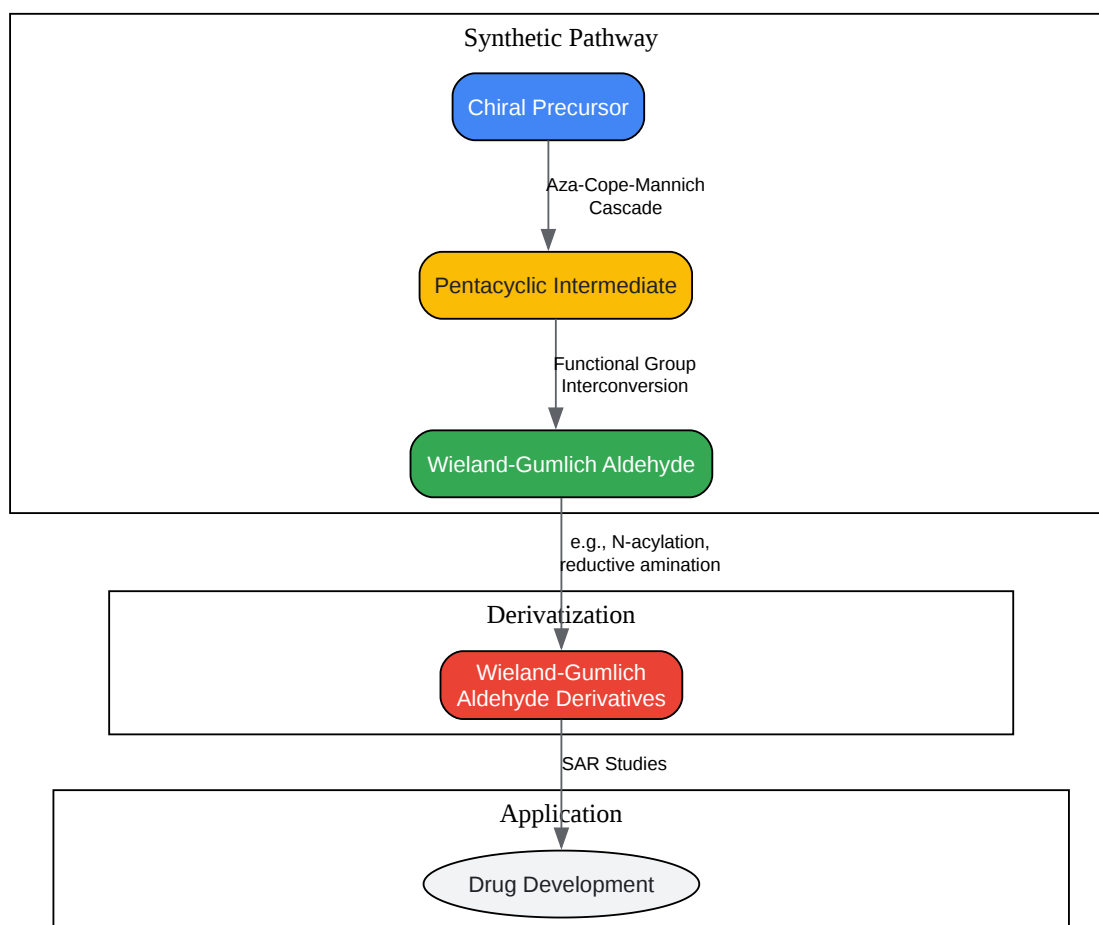 Synthetic Pathway
Chiral Precursor
Aza-Cope-Mannich
Cascade
Pentacyclic Intermediate
Functional Group
Interconversion
Wieland-Gumlich Aldehyde
e.g., N-acylation,
reductive amination
Derivatization
Wieland-Gumlich
Aldehyde Derivatives
SAR Studies
Application
Drug Development